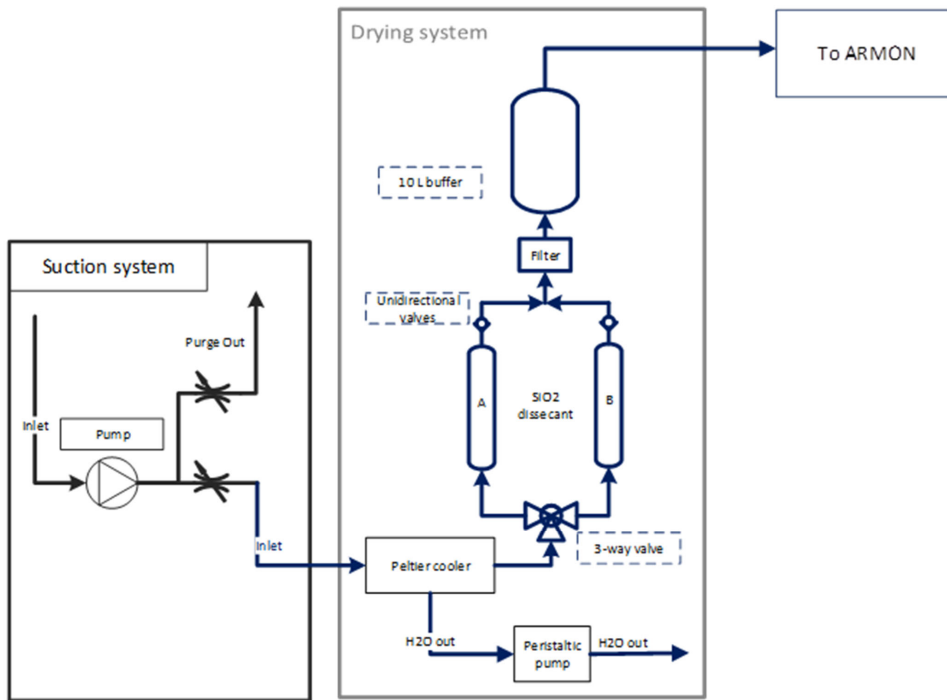 Drying system
To ARMON
10 L buffer
Filter
Suction system
Unidirectional
valves
Purge Out
A
SiO2
dissecant
B
Inlet
Pump
Inlet
3-way valve
Peltier cooler
H2O out
Peristaltic
pump
H2O out